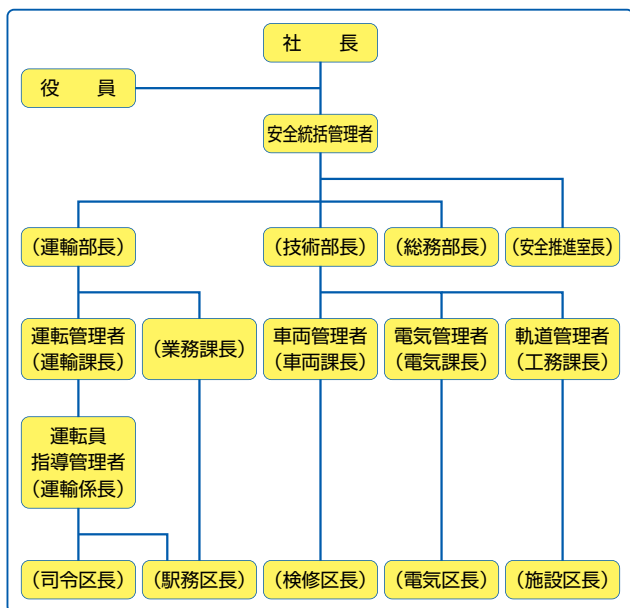 社　　長
役　　員
安全統括管理者
（運輸部長）
（技術部長）
（総務部長）
（安全推進室長）
運転管理者
（運輸課長）
（業務課長）
車両管理者
（車両課長）
電気管理者
（電気課長）
軌道管理者
（工務課長）
運転員
指導管理者
（運輸係長）
（司令区長）
（駅務区長）
（検修区長）
（電気区長）
（施設区長）